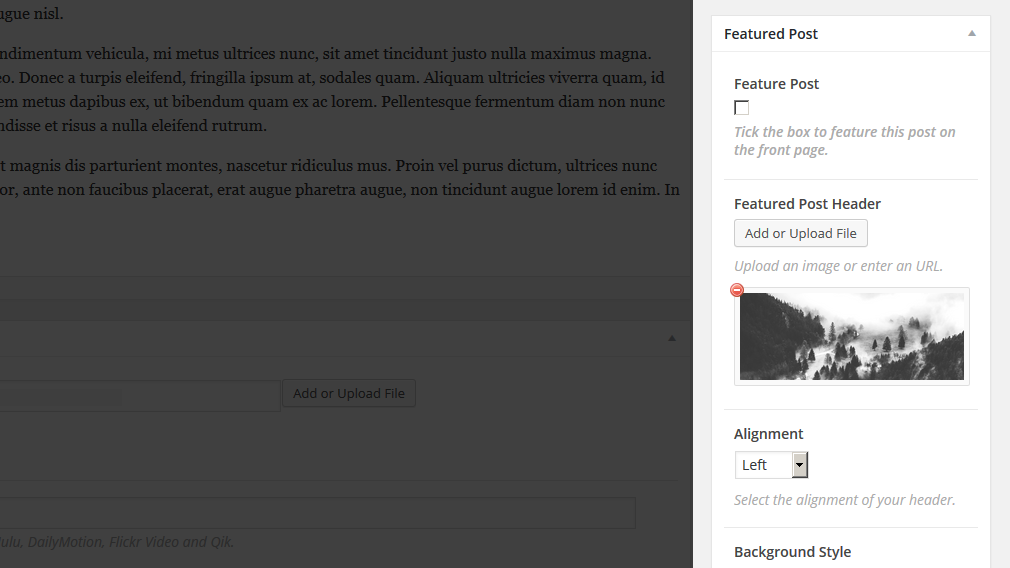 ugue nisl.
ndimentum vehicula, mi metus ultrices nunc, sit amet tincidunt justo nulla maximus magna.
eo. Donec a turpis eleifend, fringilla ipsum at, sodales quam. Aliquam ultricies viverra quam, id
em metus dapibus ex, ut bibendum quam ex ac lorem. Pellentesque fermentum diam non nunc
ndisse et risus a nulla eleifend rutrum.
t magnis dis parturient montes, nascetur ridiculus mus. Proin vel purus dictum, ultrices nunc
or, ante non faucibus placerat, erat augue pharetra augue, non tincidunt augue lorem id enim. In
Add or Upload File
ulu, DailyMotion, Flickr Video and Qik.
Featured Post
Feature Post
Tick the box to feature this post on
the front page.
Featured Post Header
Add or Upload File
Upload an image or enter an URL.
Alignment
Left
Select the alignment of your header.
Background Style